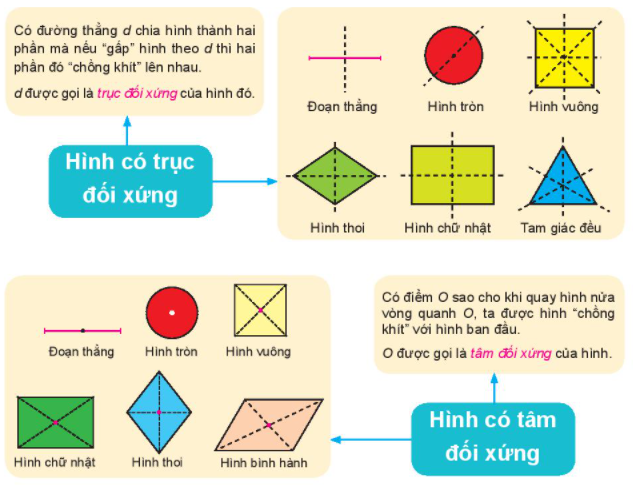 Có đường thẳng d chia hình thành hai
phần mà nếu “gấp” hình theo d thì hai
phần đó “chồng khít” lên nhau.
d được gọi là trục đối xứng của hình đó.
Hình có trục
đối xứng
Đoạn thẳng
Hình tròn
Hình vuông
Hình thoi
Hình chữ nhật
Tam giác đều
Đoạn thẳng
Hình tròn
Hình vuông
Hình chữ nhật
Hình thoi
Hình bình hành
Có điểm O sao cho khi quay hình nửa
vòng quanh O, ta được hình “chồng
khít” với hình ban đầu.
O được gọi là tâm đối xứng của hình.
Hình có tâm
đối xứng